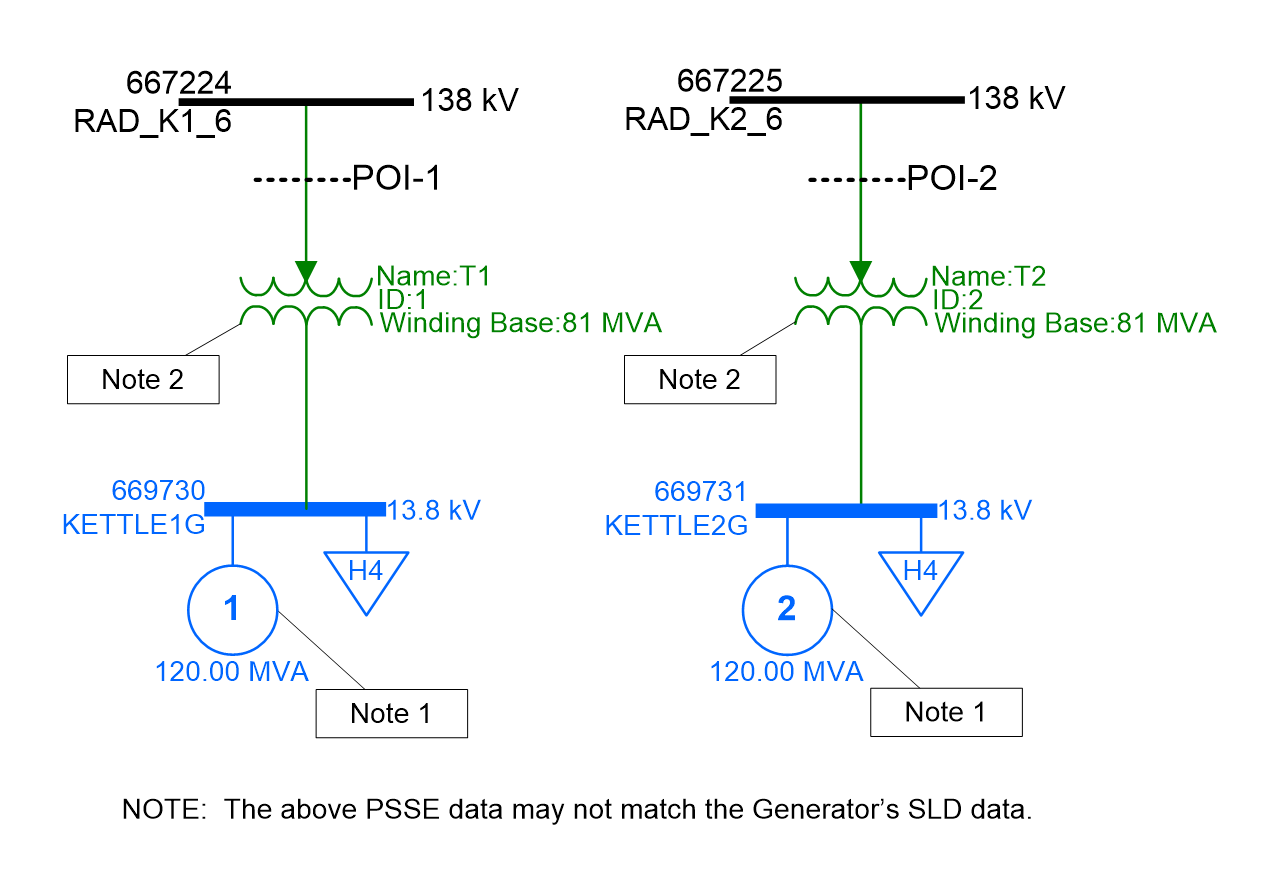 667224
RAD_K1_6
138 kV
POI-1
Name:T1
ID:1
Winding Base:81 MVA
Note 2
669730
KETTLE1G
13.8 kV
1
H4
120.00 MVA
Note 1
667225
RAD_K2_6
138 kV
POI-2
Name:T2
ID:2
Winding Base:81 MVA
Note 2
669731
KETTLE2G
13.8 kV
2
H4
120.00 MVA
Note 1
NOTE:  The above PSSE data may not match the Generator’s SLD data.